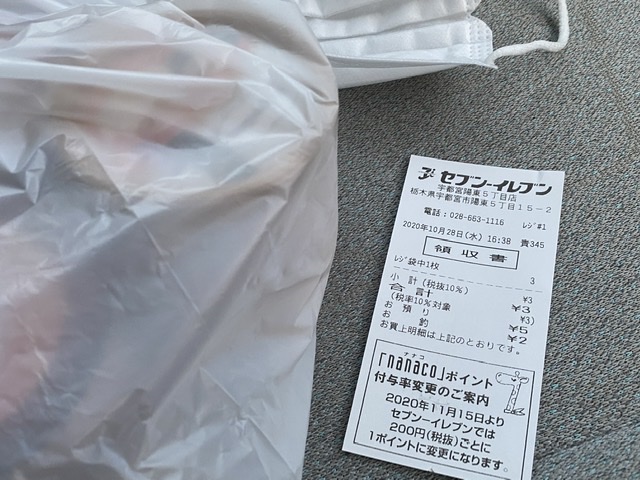 セブン-イレブン
宇都宮陽東5丁目店
栃木県宇都宮市陽東5丁目15-2
電話:028-663-1116 レジ#1
2020年10月28日(水) 16:38 責345
領収書
レジ袋中1枚 3
小 計(税抜10%) ¥3
合 計 ¥3
(税率10%対象 ¥3)
お 預 り ¥5
お 釣 ¥2
お買上明細は上記のとおりです。
ナナコ
「nanaco」ポイント
付与率変更のご案内
2020年11月15日より
セブン-イレブンでは
200円(税抜)ごとに
1ポイントに変更になります。